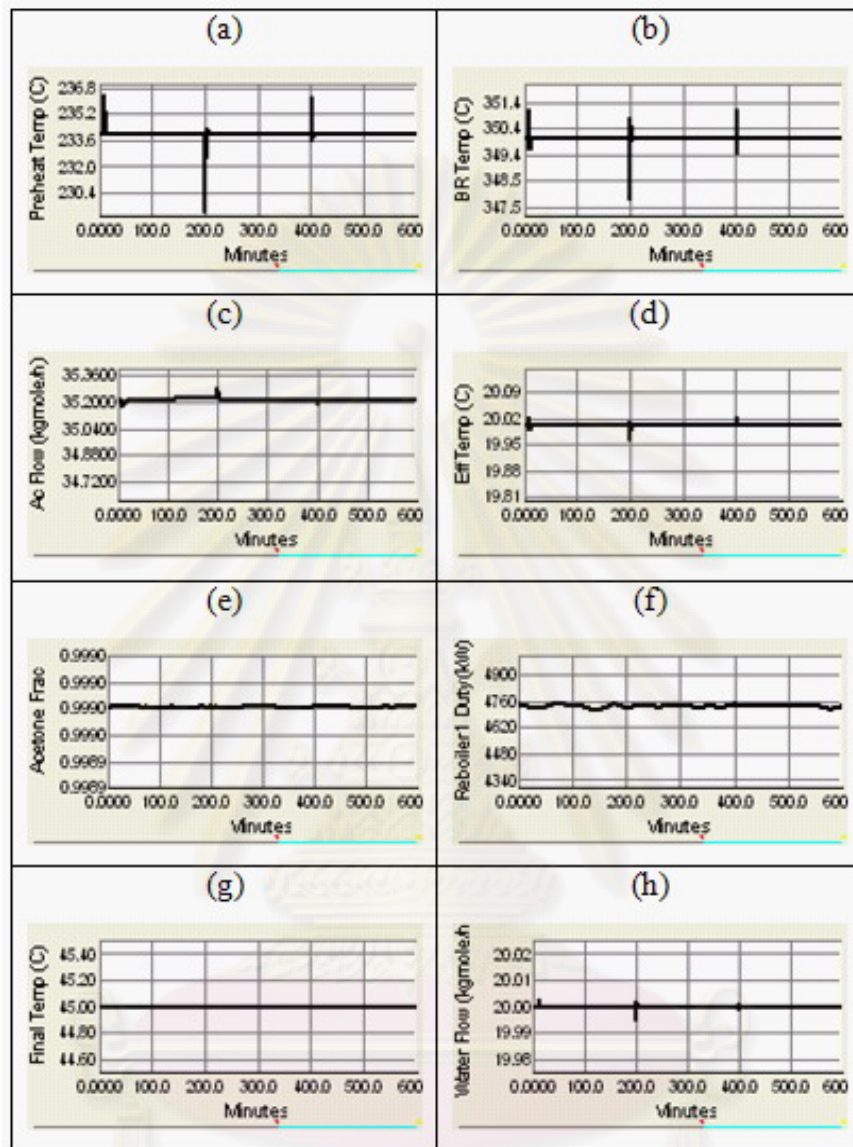 (a)
Preheat Temp (C)
236.8
235.2
233.6
232.0
230.4
0.0000 100.0 200.0 300.0 400.0 500.0 600
Minutes
(b)
BR Temp (C)
351.4
350.4
349.4
348.5
347.5
0.0000 100.0 200.0 300.0 400.0 500.0 600
Minutes
(c)
Ac Flow (kgmole/h)
35.3600
35.2000
35.0400
34.8800
34.7200
0.0000 100.0 200.0 300.0 400.0 500.0 600
Minutes
(d)
Eff Temp (C)
20.09
20.02
19.95
19.88
19.81
0.0000 100.0 200.0 300.0 400.0 500.0 600
Minutes
(e)
Acetone Frac
0.9990
0.9990
0.9990
0.9990
0.9989
0.9989
0.0000 100.0 200.0 300.0 400.0 500.0 600
Minutes
(f)
Reboiler1 Duty(kW)
4900
4760
4620
4480
4340
0.0000 100.0 200.0 300.0 400.0 500.0 600
Minutes
(g)
Final Temp (C)
45.40
45.20
45.00
44.80
44.60
0.0000 100.0 200.0 300.0 400.0 500.0 600
Minutes
(h)
Water Flow (kgmole/h
20.02
20.01
20.00
19.99
19.98
0.0000 100.0 200.0 300.0 400.0 500.0 600
Minutes